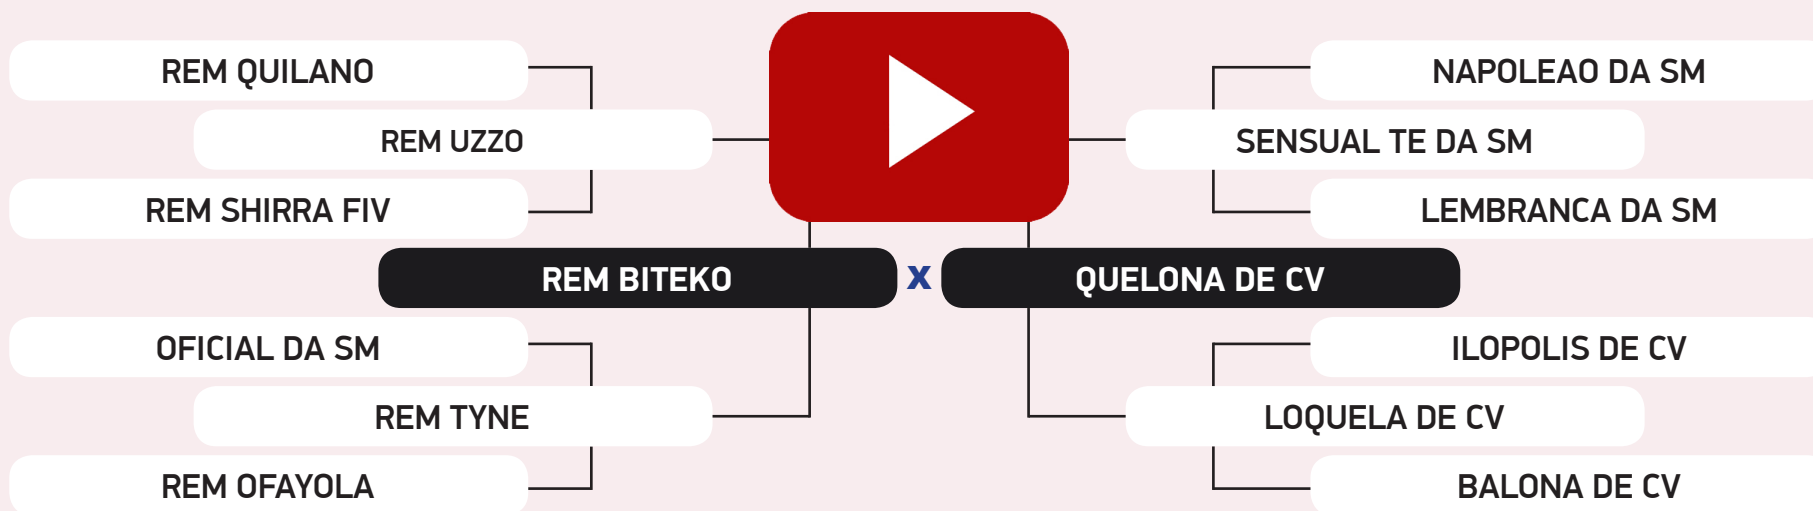 REM QUILANO
NAPOLEAO DA SM
REM UZZO
SENSUAL TE DA SM
REM SHIRRA FIV
LEMBRANCA DA SM
REM BITEKO x QUELONA DE CV
OFICIAL DA SM
ILOPOLIS DE CV
REM TYNE
LOQUELA DE CV
REM OFAYOLA
BALONA DE CV